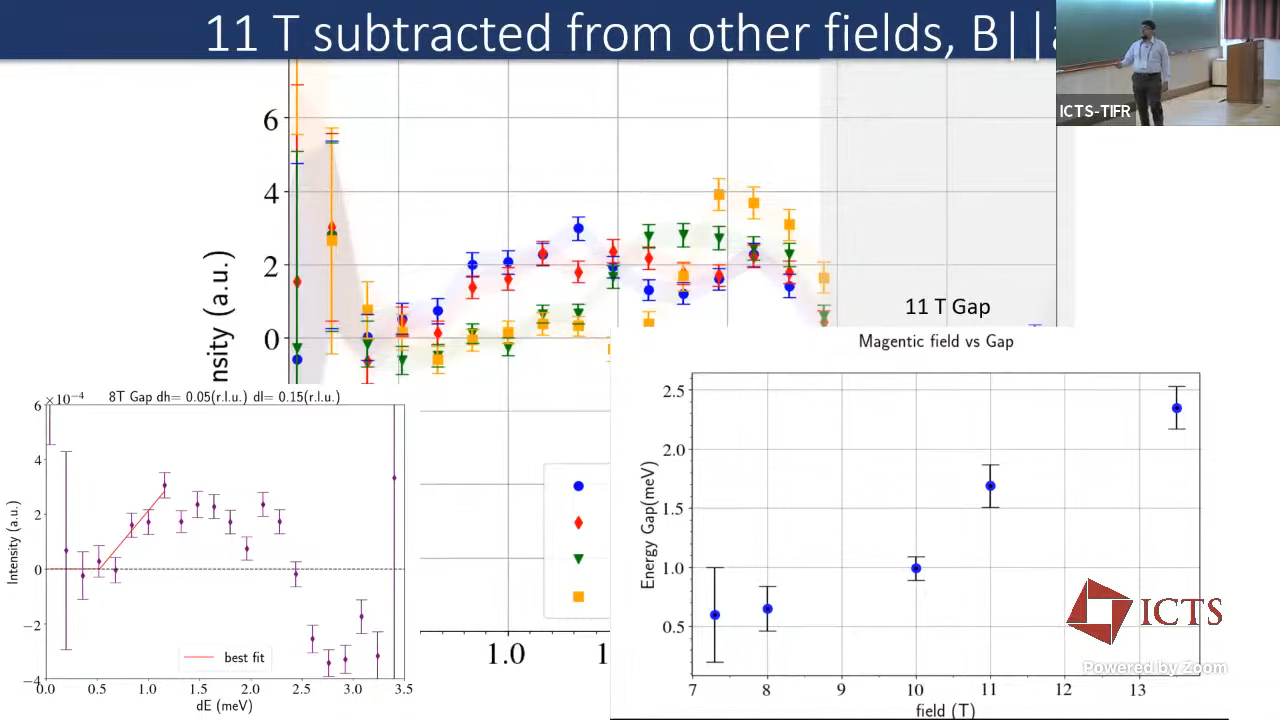 11 T subtracted from other fields, B||
ICTS-TIFR
6
4
2
0
nsity (a.u.)
11 T Gap
1.0
1
8T Gap dh= 0.05(r.l.u.) dl= 0.15(r.l.u.)
×10⁻⁴
6
4
2
0
−2
−4
Intensity (a.u.)
best fit
0.0 0.5 1.0 1.5 2.0 2.5 3.0 3.5
dE (meV)
Magentic field vs Gap
2.5
2.0
1.5
1.0
0.5
Energy Gap(meV)
7 8 9 10 11 12 13
field (T)
ICTS
Powered by Zoom